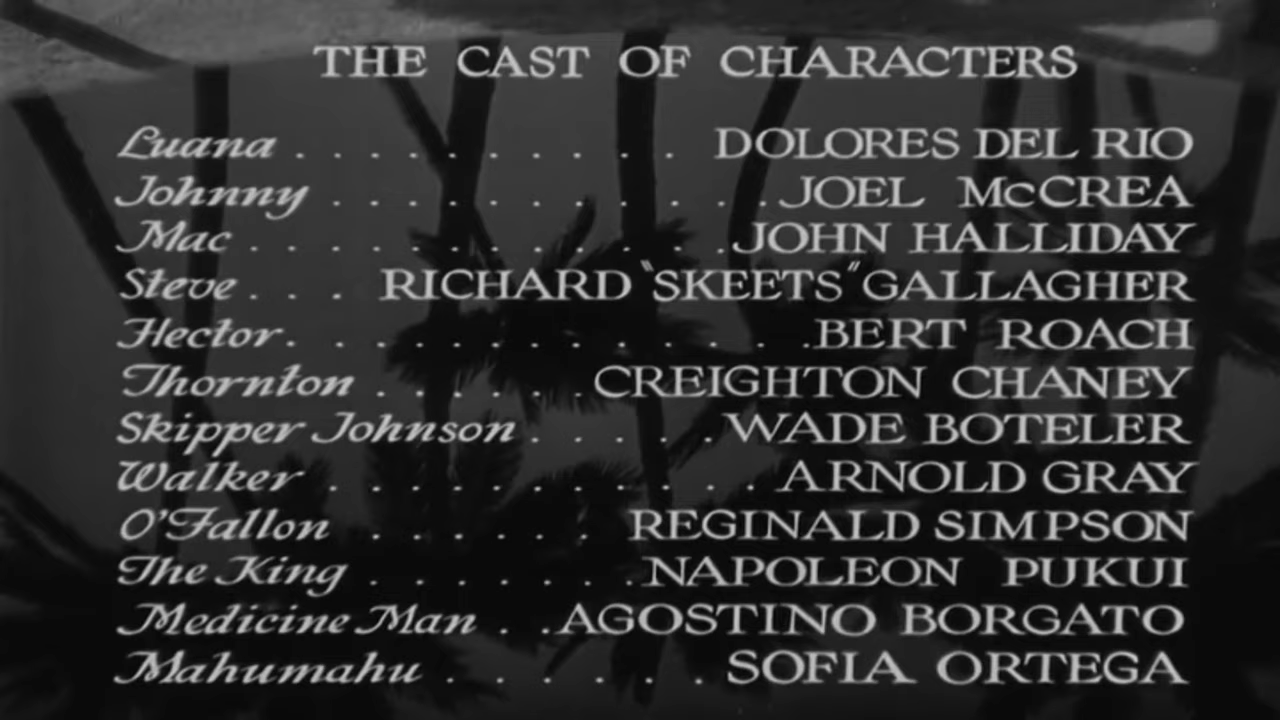 THE CAST OF CHARACTERS
Luana . . . . . . . . . . DOLORES DEL RIO
Johnny . . . . . . . . . . . . JOEL McCREA
Mac . . . . . . . . . . . . . JOHN HALLIDAY
Steve . . . RICHARD "SKEETS" GALLAGHER
Hector . . . . . . . . . . . . . . BERT ROACH
Thornton . . . . . . CREIGHTON CHANEY
Skipper Johnson . . . . . WADE BOTELER
Walker . . . . . . . . . . . ARNOLD GRAY
O'Fallon . . . . . . REGINALD SIMPSON
The King . . . . . . . NAPOLEON PUKUI
Medicine Man . . AGOSTINO BORGATO
Mahumahu . . . . . . SOFIA ORTEGA